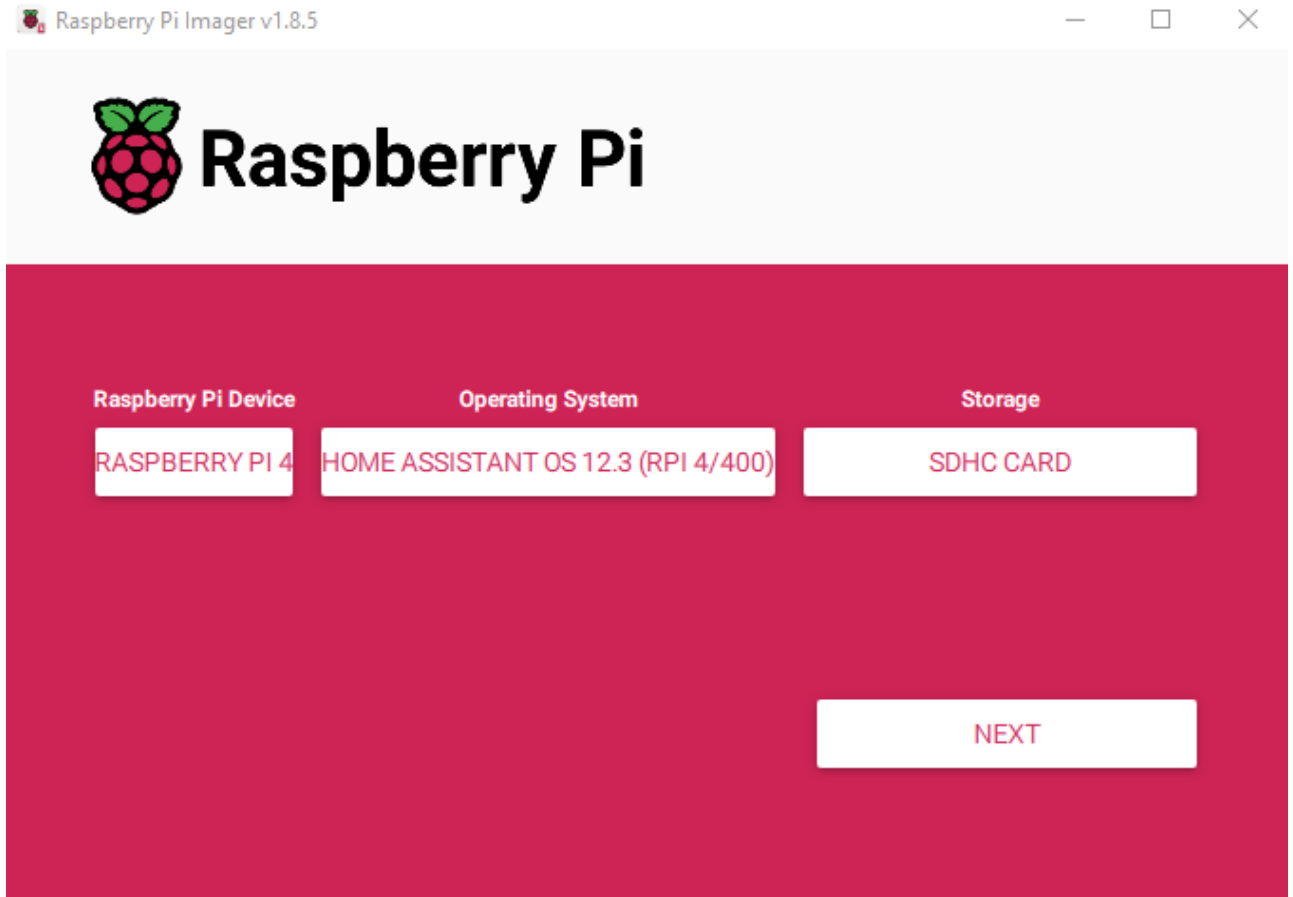 Raspberry Pi Imager v1.8.5
Raspberry Pi
Raspberry Pi Device
Operating System
Storage
RASPBERRY PI 4
HOME ASSISTANT OS 12.3 (RPI 4/400)
SDHC CARD
NEXT